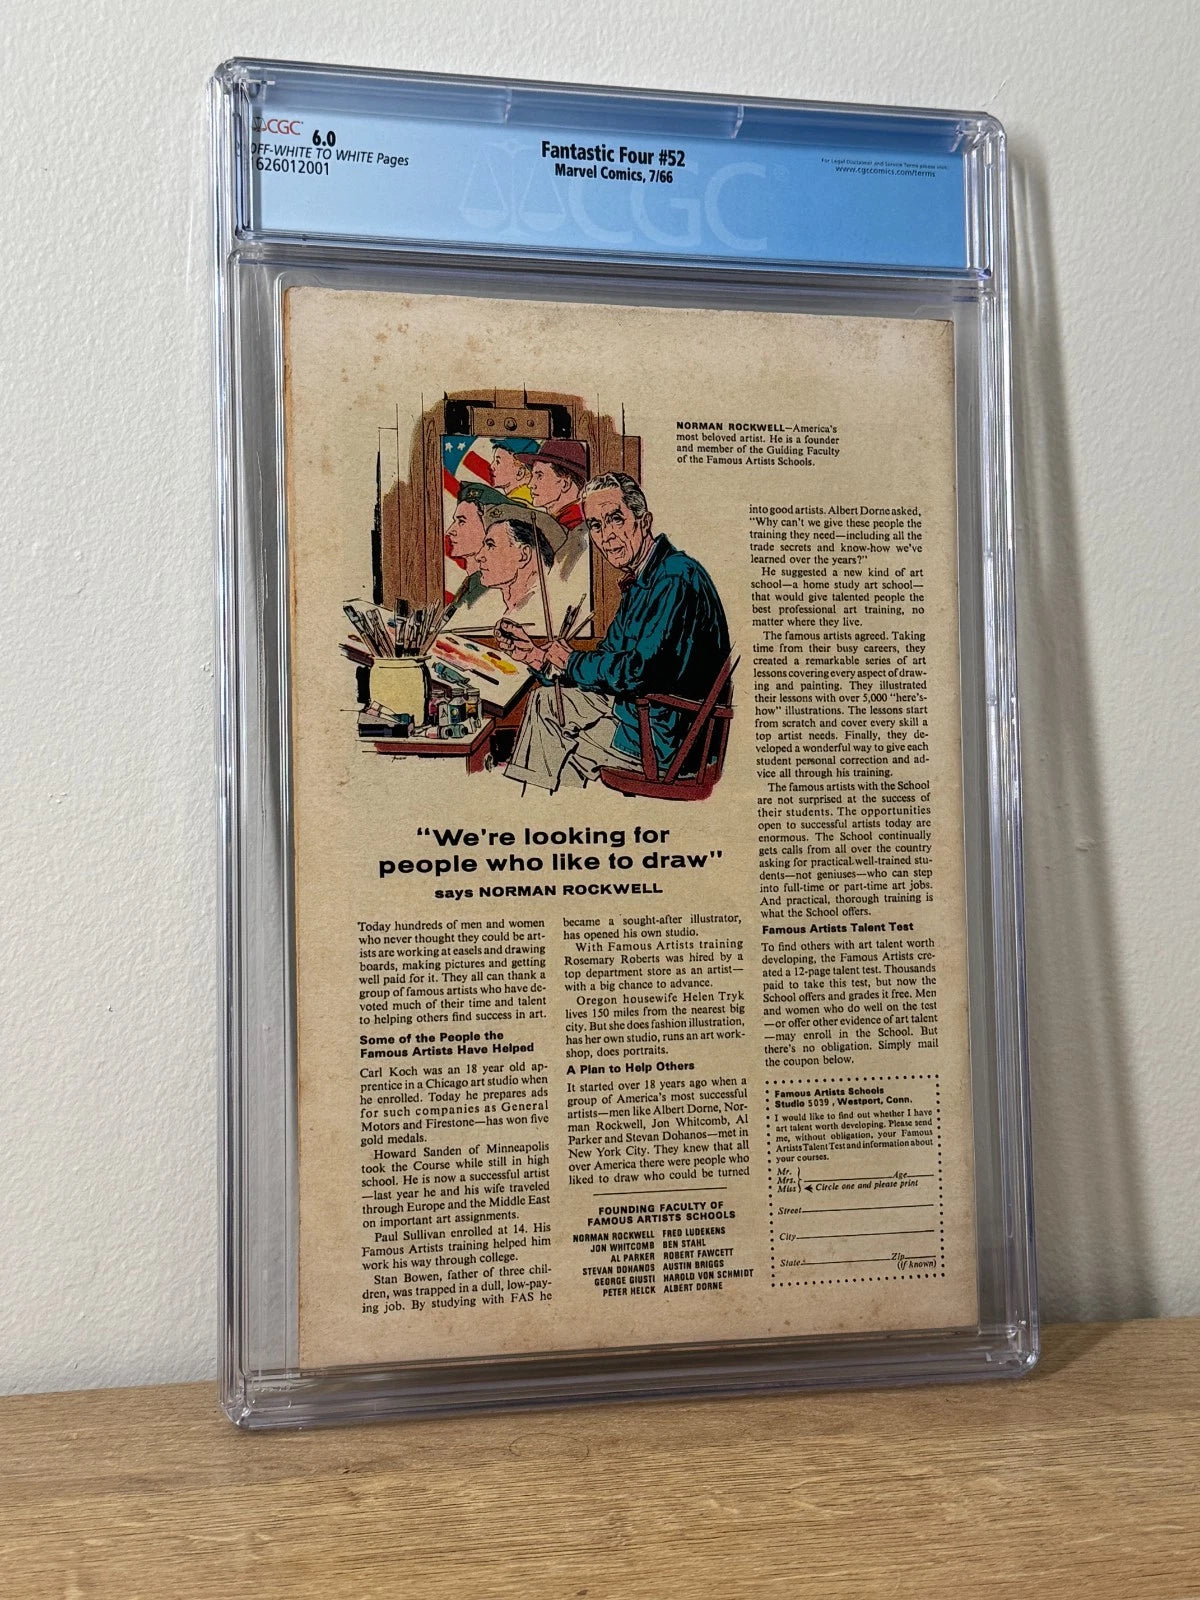 CGC 6.0
OFF-WHITE TO WHITE Pages
1626012001
Fantastic Four #52
Marvel Comics, 7/66
For Legal Disclaimer and Service Terms please visit:
www.cgccomics.com/terms
CGC
NORMAN ROCKWELL—America's
most beloved artist. He is a founder
and member of the Guiding Faculty
of the Famous Artists Schools.
"We're looking for
people who like to draw"
says NORMAN ROCKWELL
Today hundreds of men and women
who never thought they could be art-
ists are working at easels and drawing
boards, making pictures and getting
well paid for it. They all can thank a
group of famous artists who have de-
voted much of their time and talent
to helping others find success in art.
Some of the People the
Famous Artists Have Helped
Carl Koch was an 18 year old ap-
prentice in a Chicago art studio when
he enrolled. Today he prepares ads
for such companies as General
Motors and Firestone—has won five
gold medals.
Howard Sanden of Minneapolis
took the Course while still in high
school. He is now a successful artist
—last year he and his wife traveled
through Europe and the Middle East
on important art assignments.
Paul Sullivan enrolled at 14. His
Famous Artists training helped him
work his way through college.
Stan Bowen, father of three chil-
dren, was trapped in a dull, low-pay-
ing job. By studying with FAS he
became a sought-after illustrator,
has opened his own studio.
With Famous Artists training
Rosemary Roberts was hired by a
top department store as an artist—
with a big chance to advance.
Oregon housewife Helen Tryk
lives 150 miles from the nearest big
city. But she does fashion illustration,
has her own studio, runs an art work-
shop, does portraits.
A Plan to Help Others
It started over 18 years ago when a
group of America's most successful
artists—men like Albert Dorne, Nor-
man Rockwell, Jon Whitcomb, Al
Parker and Stevan Dohanos—met in
New York City. They knew that all
over America there were people who
liked to draw who could be turned
FOUNDING FACULTY OF
FAMOUS ARTISTS SCHOOLS
NORMAN ROCKWELL FRED LUDEKENS
JON WHITCOMB BEN STAHL
AL PARKER ROBERT FAWCETT
STEVAN DOHANOS AUSTIN BRIGGS
GEORGE GIUSTI HAROLD VON SCHMIDT
PETER HELCK ALBERT DORNE
into good artists. Albert Dorne asked,
"Why can't we give these people the
training they need—including all the
trade secrets and know-how we've
learned over the years?"
He suggested a new kind of art
school—a home study art school—
that would give talented people the
best professional art training, no
matter where they live.
The famous artists agreed. Taking
time from their busy careers, they
created a remarkable series of art
lessons covering every aspect of draw-
ing and painting. They illustrated
their lessons with over 5,000 "here's-
how" illustrations. The lessons start
from scratch and cover every skill a
top artist needs. Finally, they de-
veloped a wonderful way to give each
student personal correction and ad-
vice all through his training.
The famous artists with the School
are not surprised at the success of
their students. The opportunities
open to successful artists today are
enormous. The School continually
gets calls from all over the country
asking for practical well-trained stu-
dents—not geniuses—who can step
into full-time or part-time art jobs.
And practical, thorough training is
what the School offers.
Famous Artists Talent Test
To find others with art talent worth
developing, the Famous Artists cre-
ated a 12-page talent test. Thousands
paid to take this test, but now the
School offers and grades it free. Men
and women who do well on the test
—or offer other evidence of art talent
—may enroll in the School. But
there's no obligation. Simply mail
the coupon below.
Famous Artists Schools
Studio 5039, Westport, Conn.
I would like to find out whether I have
art talent worth developing. Please send
me, without obligation, your Famous
Artists Talent Test and information about
your courses.
Mr.
Mrs. Age
Miss Circle one and please print
Street
City
State Zip
(if known)